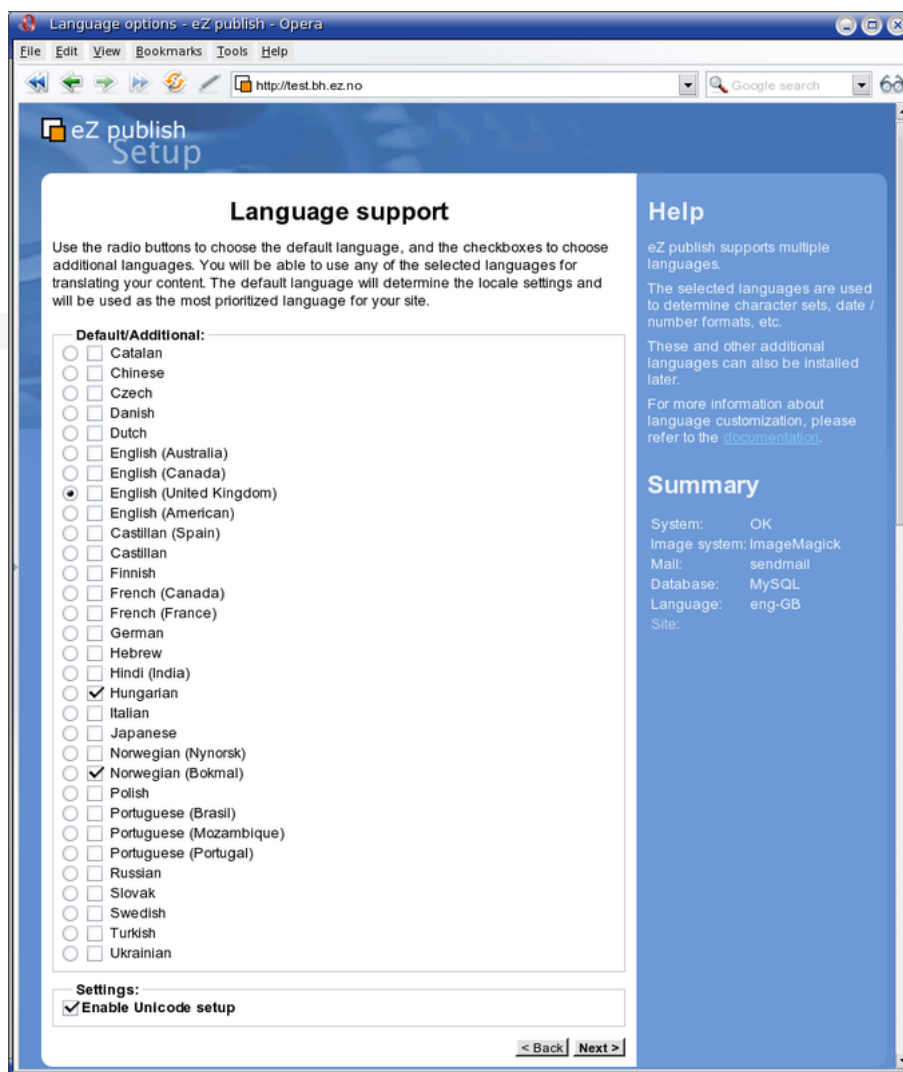 Language options - eZ publish - Opera
File Edit View Bookmarks Tools Help
http://test.bh.ez.no
Google search
eZ publish
Setup
Language support
Use the radio buttons to choose the default language, and the checkboxes to choose
additional languages. You will be able to use any of the selected languages for
translating your content. The default language will determine the locale settings and
will be used as the most prioritized language for your site.
Default/Additional:
Catalan
Chinese
Czech
Danish
Dutch
English (Australia)
English (Canada)
English (United Kingdom)
English (American)
Castillan (Spain)
Castillan
Finnish
French (Canada)
French (France)
German
Hebrew
Hindi (India)
Hungarian
Italian
Japanese
Norwegian (Nynorsk)
Norwegian (Bokmal)
Polish
Portuguese (Brasil)
Portuguese (Mozambique)
Portuguese (Portugal)
Russian
Slovak
Swedish
Turkish
Ukrainian
Settings:
Enable Unicode setup
< Back Next >
Help
eZ publish supports multiple
languages.
The selected languages are used
to determine character sets, date /
number formats, etc.
These and other additional
languages can also be installed
later.
For more information about
language customization, please
refer to the documentation.
Summary
System: OK
Image system: ImageMagick
Mail: sendmail
Database: MySQL
Language: eng-GB
Site: